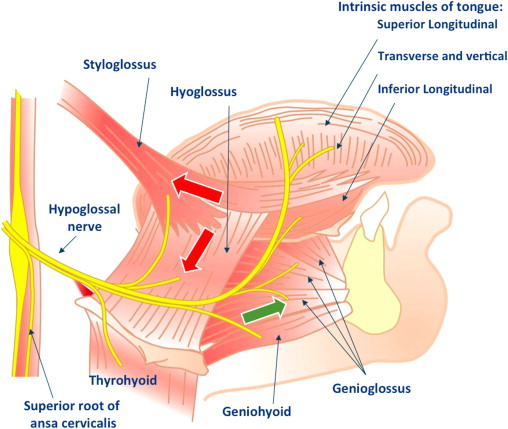 Intrinsic muscles of tongue:
Superior Longitudinal
Transverse and vertical
Inferior Longitudinal
Styloglossus
Hyoglossus
Hypoglossal
nerve
Thyrohyoid
Superior root of
ansa cervicalis
Geniohyoid
Genioglossus